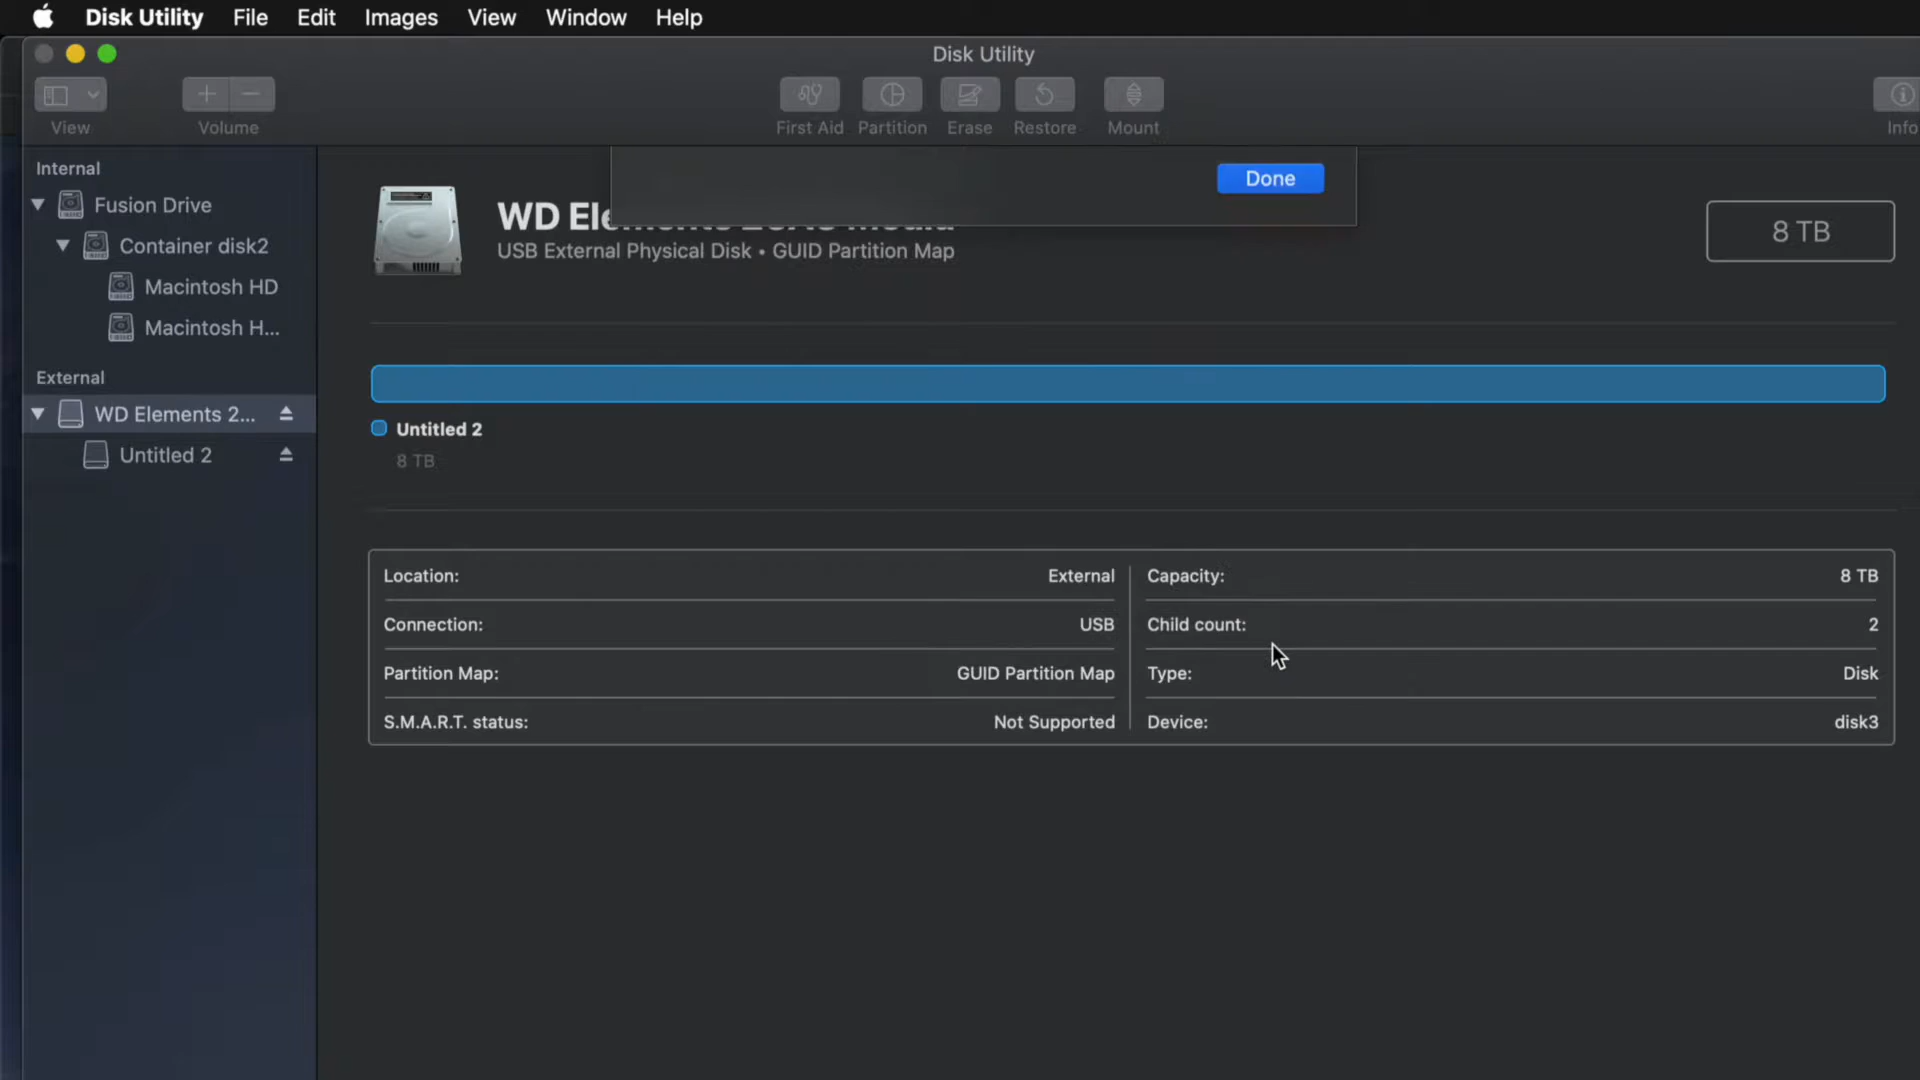 Disk Utility File Edit Images View Window Help
Disk Utility
View Volume First Aid Partition Erase Restore Mount Info
Internal
Fusion Drive
Container disk2
Macintosh HD
Macintosh H...
External
WD Elements 2...
Untitled 2
Done
WD El
USB External Physical Disk • GUID Partition Map
8 TB
Untitled 2
8 TB
Location: External
Connection: USB
Partition Map: GUID Partition Map
S.M.A.R.T. status: Not Supported
Capacity: 8 TB
Child count: 2
Type: Disk
Device: disk3